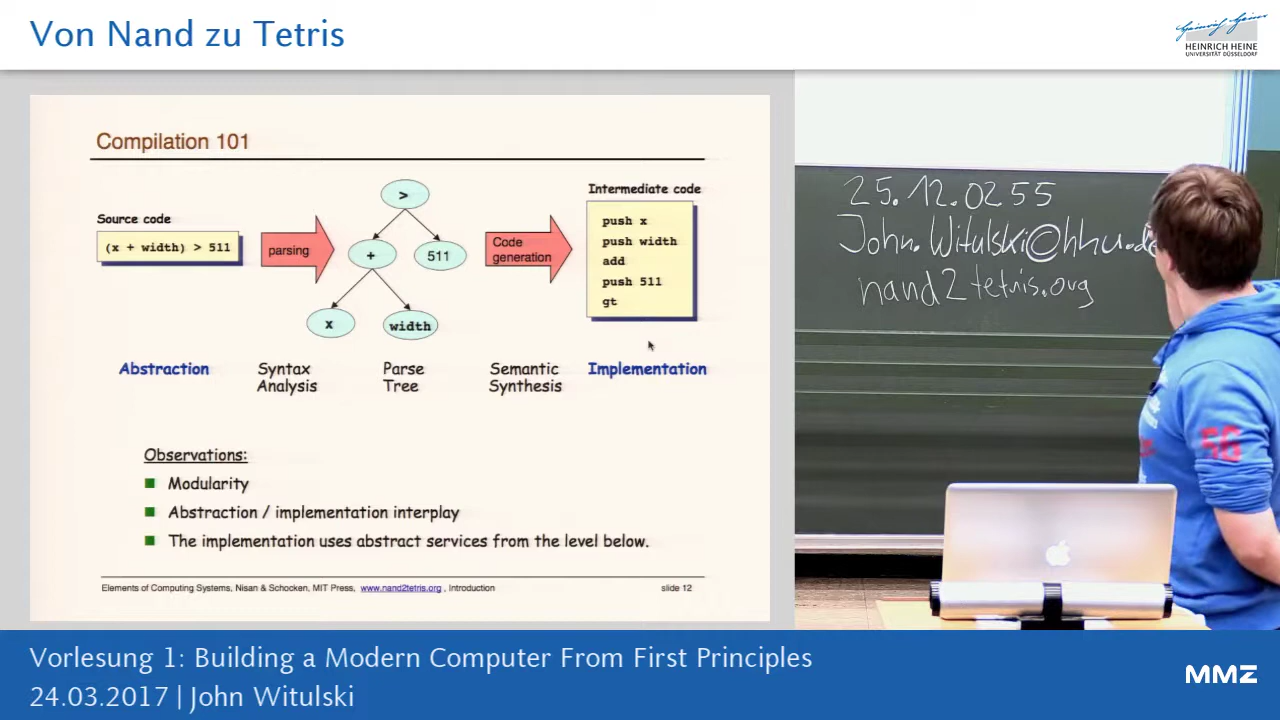 Von Nand zu Tetris
HEINRICH HEINE
UNIVERSITÄT DÜSSELDORF
Compilation 101
Source code
(x + width) > 511
parsing
>
+
511
x
width
Code
generation
Intermediate code
push x
push width
add
push 511
gt
Abstraction
Syntax
Analysis
Parse
Tree
Semantic
Synthesis
Implementation
Observations:
Modularity
Abstraction / implementation interplay
The implementation uses abstract services from the level below.
Elements of Computing Systems, Nisan & Schocken, MIT Press, www.nand2tetris.org , Introduction
slide 12
25.12.0255
John.Witulski@hhu.de
nand2tetris.org
56
Vorlesung 1: Building a Modern Computer From First Principles
24.03.2017 | John Witulski
MMZ